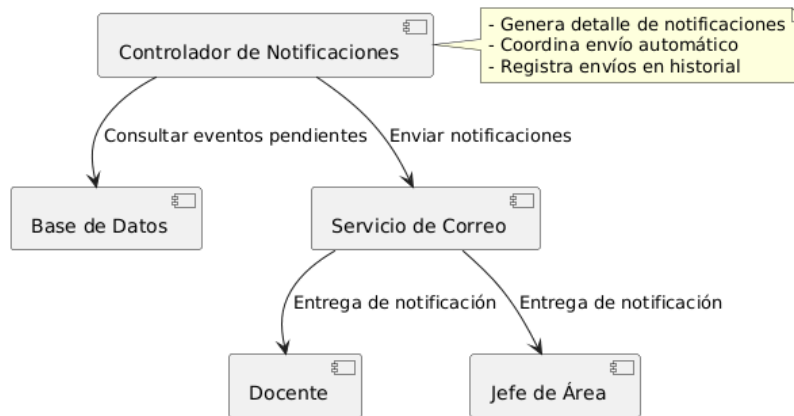 Controlador de Notificaciones
- Genera detalle de notificaciones
- Coordina envío automático
- Registra envíos en historial
Consultar eventos pendientes
Enviar notificaciones
Base de Datos
Servicio de Correo
Entrega de notificación
Entrega de notificación
Docente
Jefe de Área